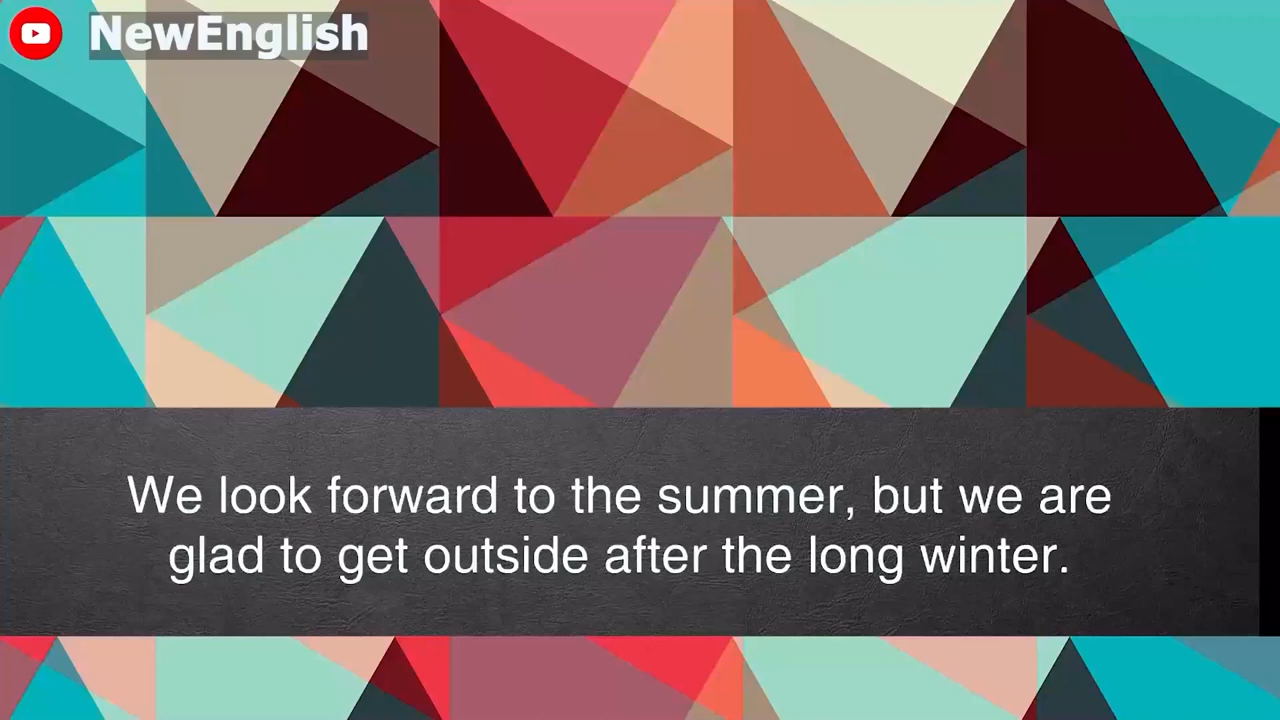 NewEnglish
We look forward to the summer, but we are
glad to get outside after the long winter.